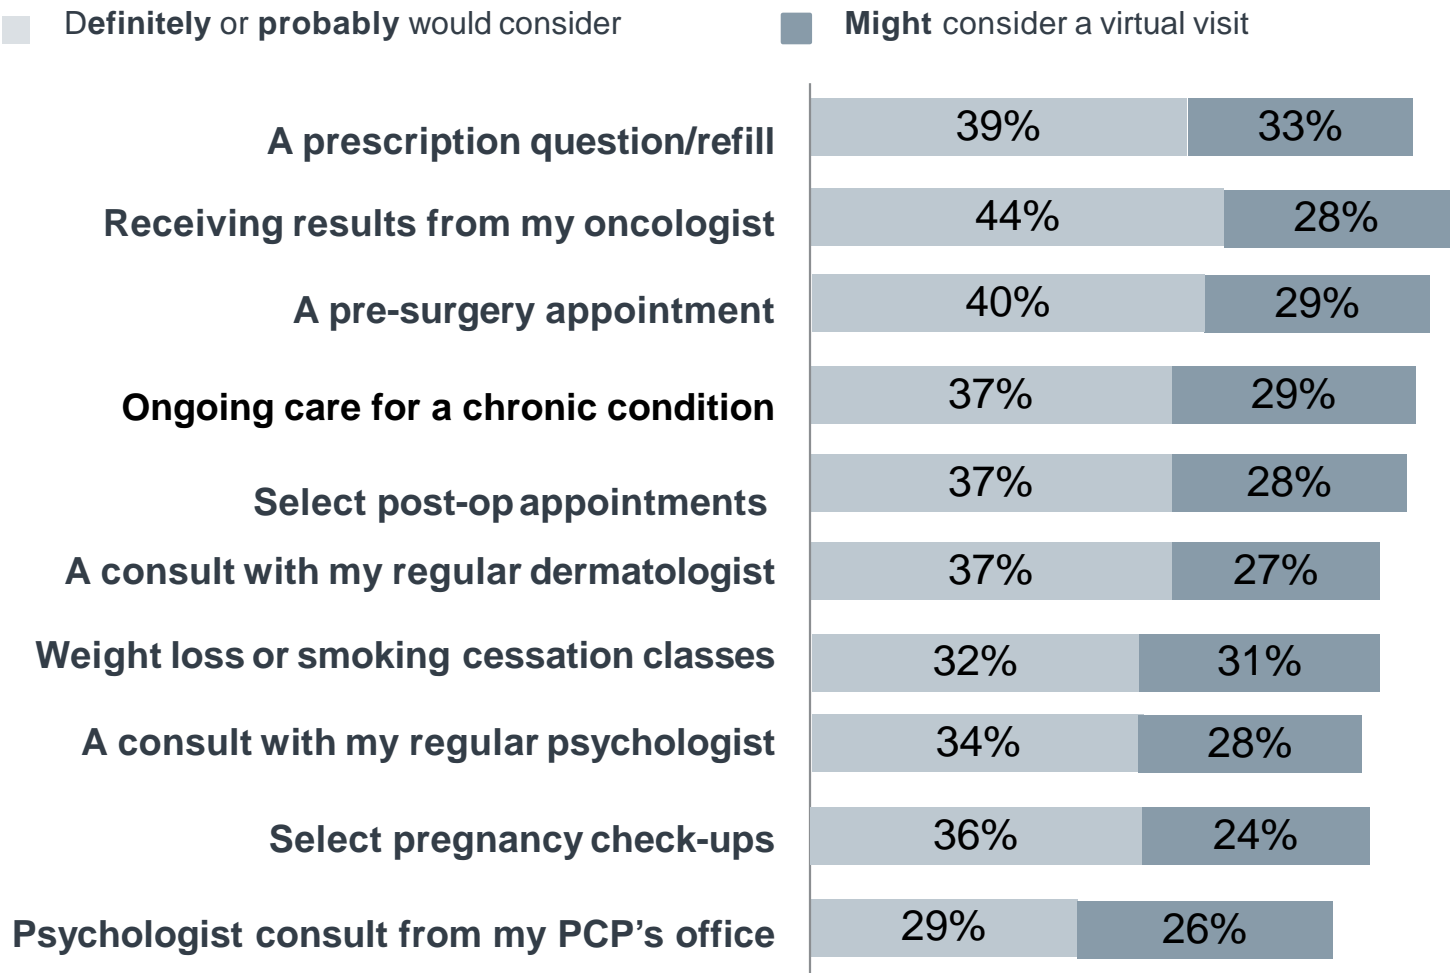 Definitely or probably would consider
Might consider a virtual visit
A prescription question/refill 39% 33%
Receiving results from my oncologist 44% 28%
A pre-surgery appointment 40% 29%
Ongoing care for a chronic condition 37% 29%
Select post-op appointments 37% 28%
A consult with my regular dermatologist 37% 27%
Weight loss or smoking cessation classes 32% 31%
A consult with my regular psychologist 34% 28%
Select pregnancy check-ups 36% 24%
Psychologist consult from my PCP’s office 29% 26%